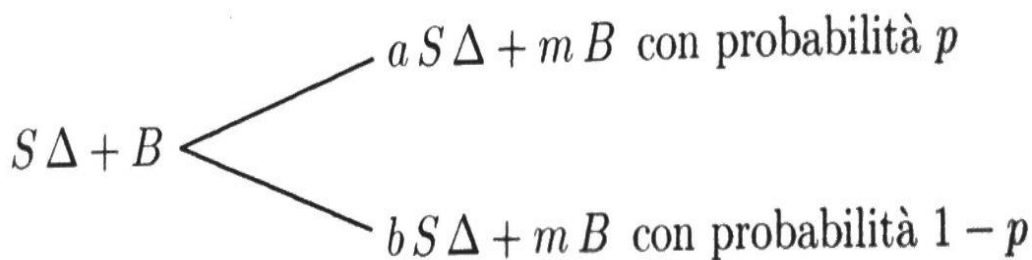 a S Δ + m B con probabilità p
S Δ + B
b S Δ + m B con probabilità 1 − p